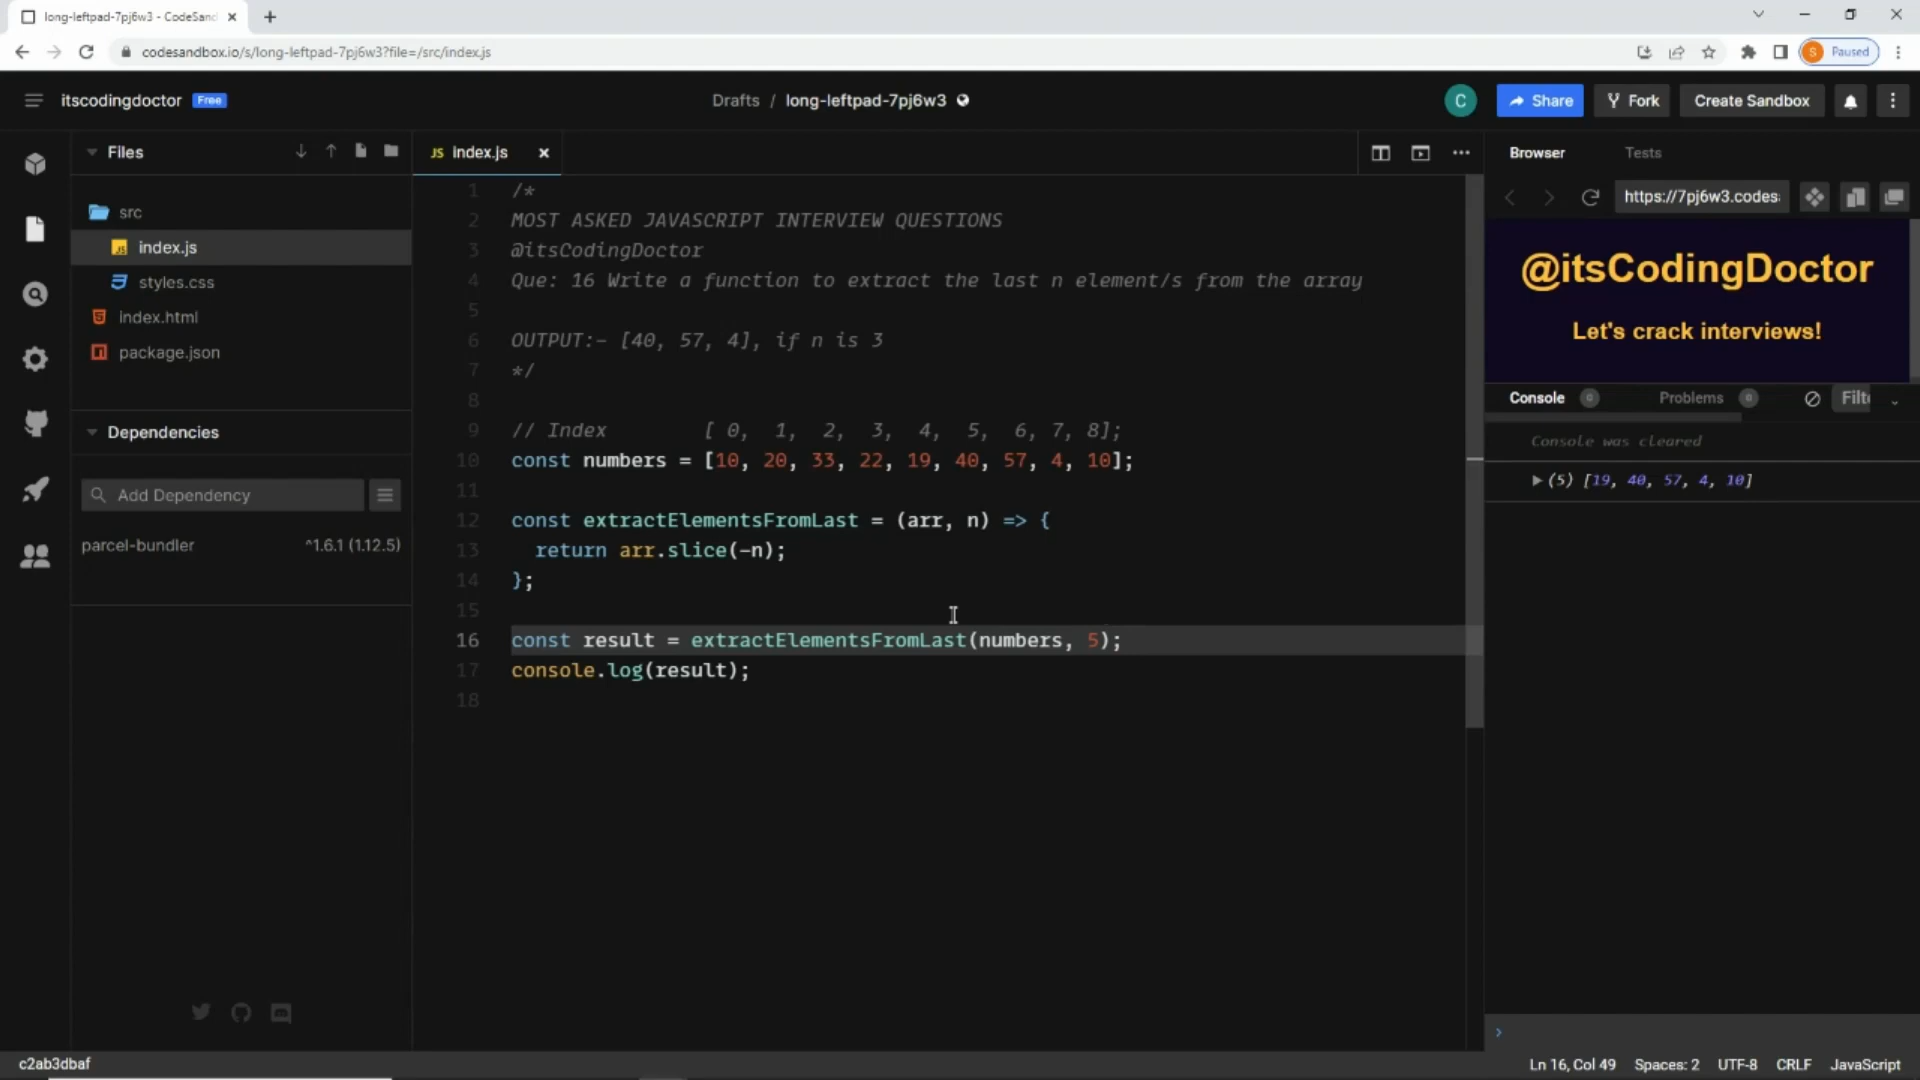 long-leftpad-7pj6w3 - CodeSand
codesandbox.io/s/long-leftpad-7pj6w3?file=/src/index.js
S Paused
itscodingdoctor Free
Drafts / long-leftpad-7pj6w3
C
Share
Fork
Create Sandbox
Files
src
index.js
styles.css
index.html
package.json
Dependencies
Add Dependency
parcel-bundler ^1.6.1 (1.12.5)
JS index.js
1 /*
2 MOST ASKED JAVASCRIPT INTERVIEW QUESTIONS
3 @itsCodingDoctor
4 Que: 16 Write a function to extract the last n element/s from the array
5
6 OUTPUT:- [40, 57, 4], if n is 3
7 */
8
9 // Index [ 0, 1, 2, 3, 4, 5, 6, 7, 8];
10 const numbers = [10, 20, 33, 22, 19, 40, 57, 4, 10];
11
12 const extractElementsFromLast = (arr, n) => {
13 return arr.slice(-n);
14 };
15
16 const result = extractElementsFromLast(numbers, 5);
17 console.log(result);
18
Browser Tests
https://7pj6w3.codes
@itsCodingDoctor
Let's crack interviews!
Console 0 Problems 0 Filte
Console was cleared
(5) [19, 40, 57, 4, 10]
c2ab3dbaf
Ln 16, Col 49 Spaces: 2 UTF-8 CRLF JavaScript